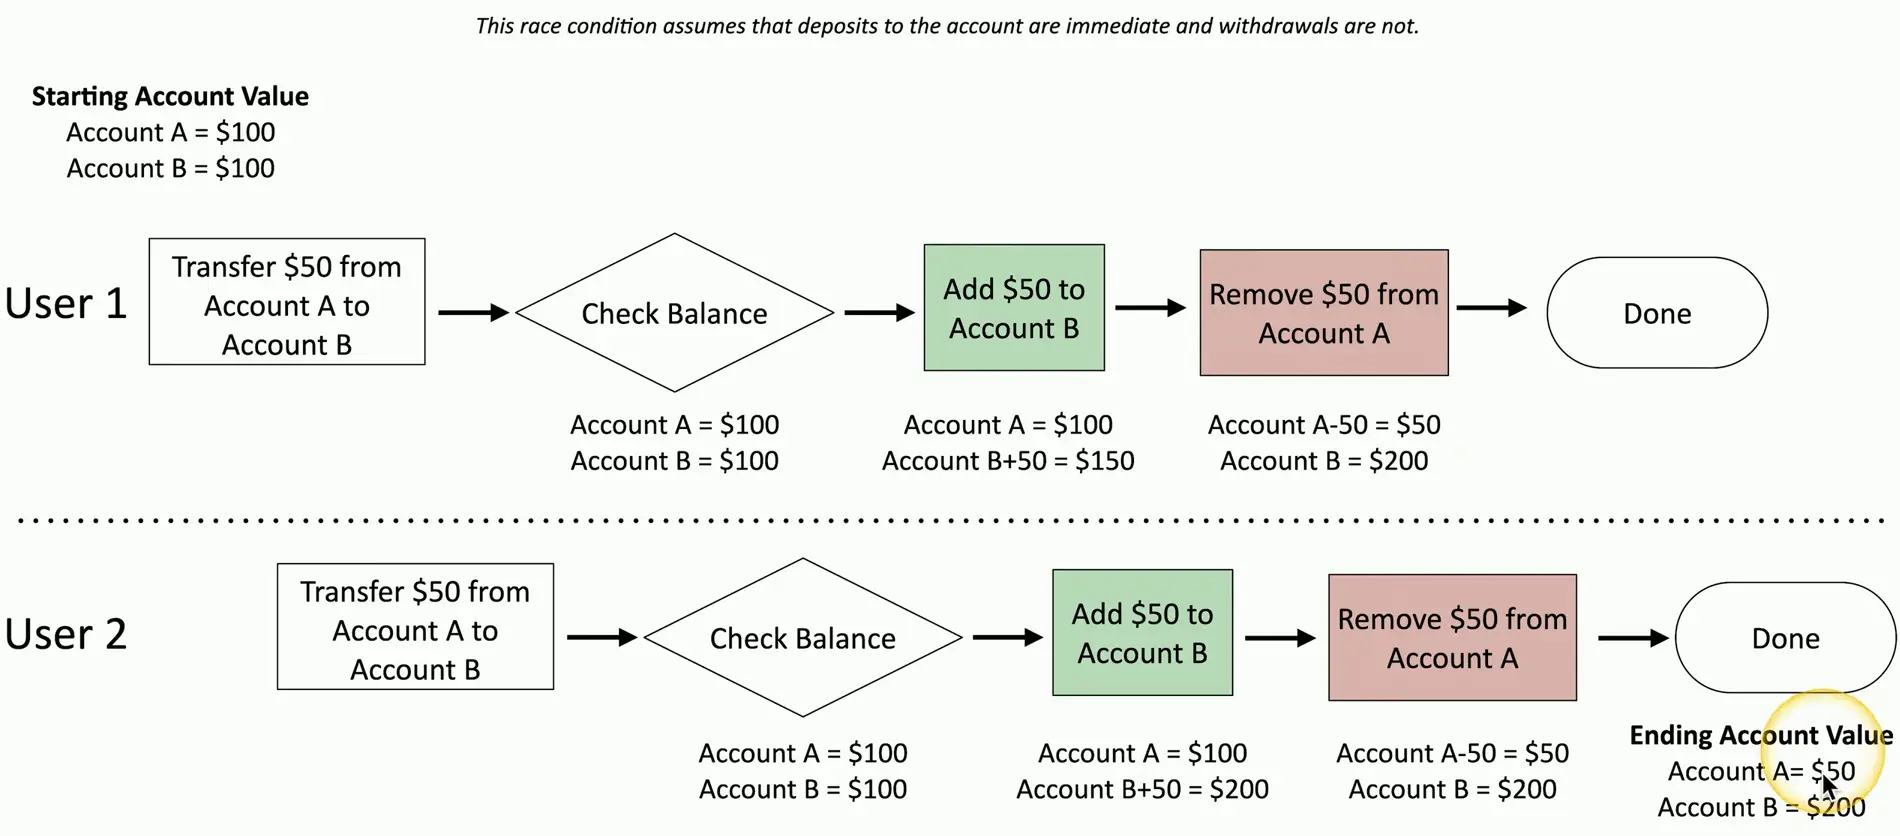 This race condition assumes that deposits to the account are immediate and withdrawals are not.
Starting Account Value
Account A = $100
Account B = $100
User 1
Transfer $50 from
Account A to
Account B
Check Balance
Add $50 to
Account B
Remove $50 from
Account A
Done
Account A = $100
Account B = $100
Account A = $100
Account B+50 = $150
Account A-50 = $50
Account B = $200
User 2
Transfer $50 from
Account A to
Account B
Check Balance
Add $50 to
Account B
Remove $50 from
Account A
Done
Account A = $100
Account B = $100
Account A = $100
Account B+50 = $200
Account A-50 = $50
Account B = $200
Ending Account Value
Account A= $50
Account B = $200